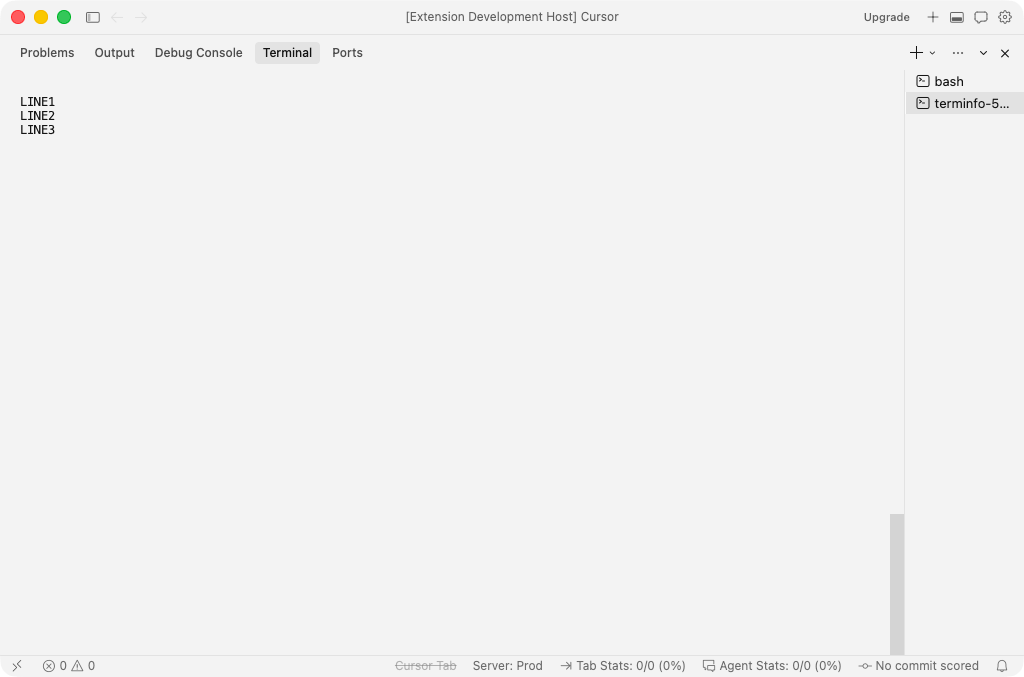 [Extension Development Host] Cursor
Upgrade
Problems Output Debug Console Terminal Ports
bash
terminfo-5...
LINE1
LINE2
LINE3
0 0 Cursor Tab Server: Prod Tab Stats: 0/0 (0%) Agent Stats: 0/0 (0%) No commit scored